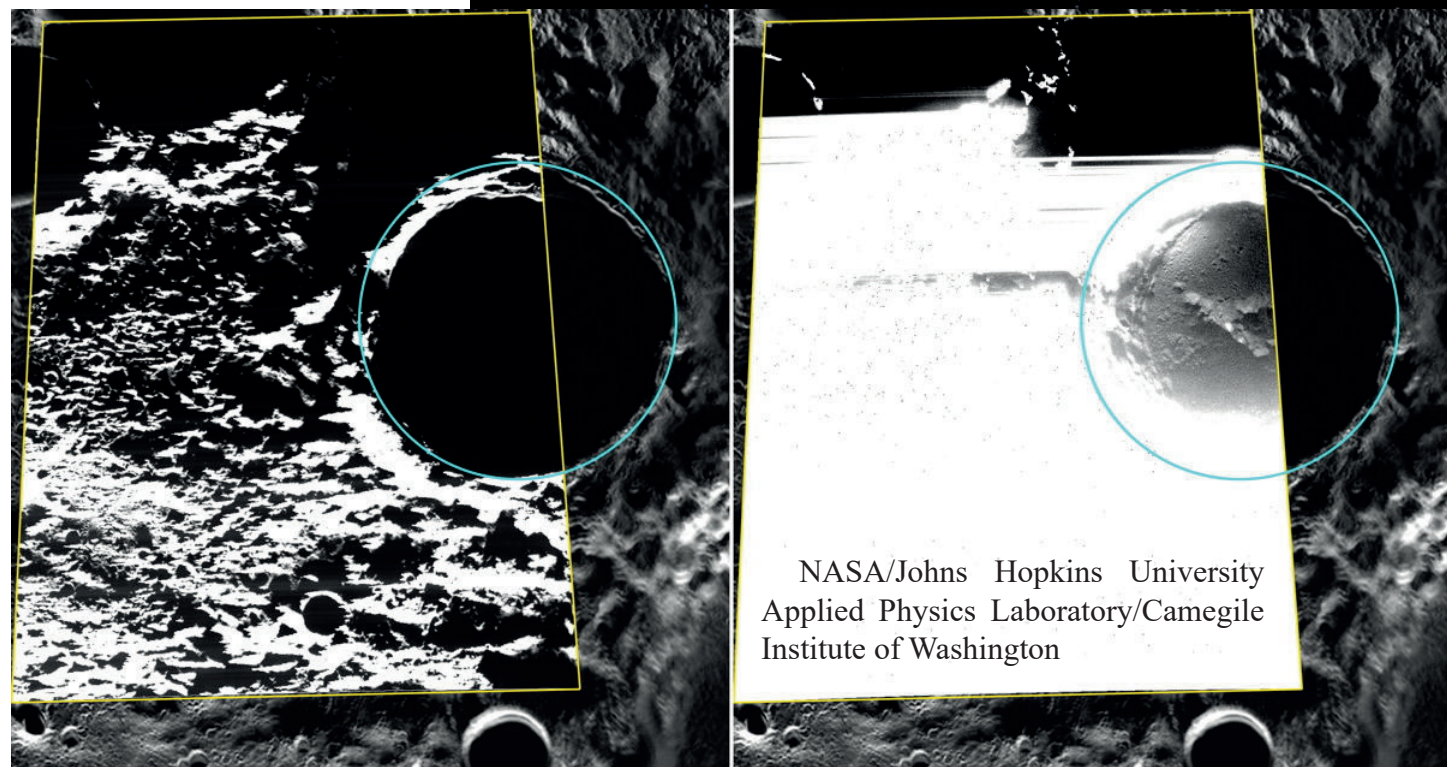 NASA/Johns Hopkins University
Applied Physics Laboratory/Camegile
Institute of Washington